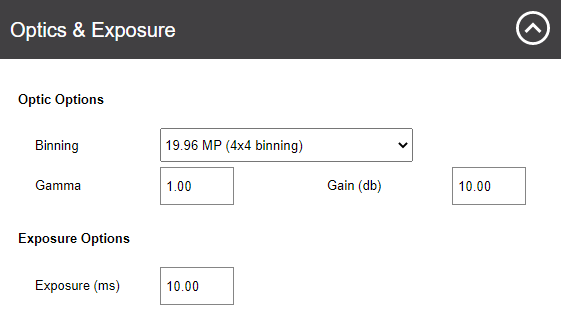 Optics & Exposure
Optic Options
Binning 19.96 MP (4x4 binning)
Gamma 1.00 Gain (db) 10.00
Exposure Options
Exposure (ms) 10.00